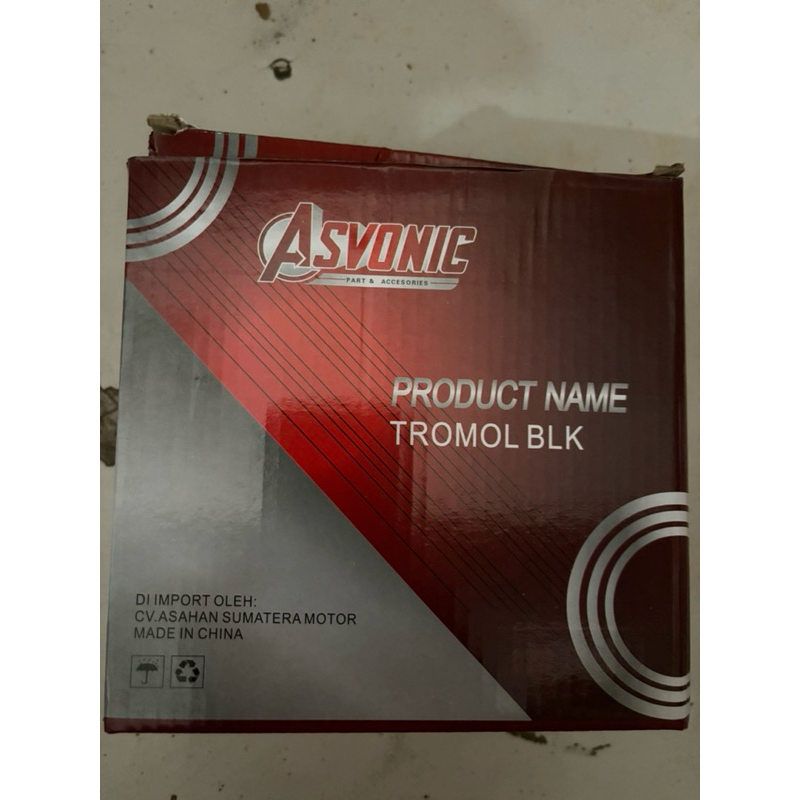 ASVONIC
PART & ACCESORIES
PRODUCT NAME
TROMOL BLK
DI IMPORT OLEH:
CV.ASAHAN SUMATERA MOTOR
MADE IN CHINA